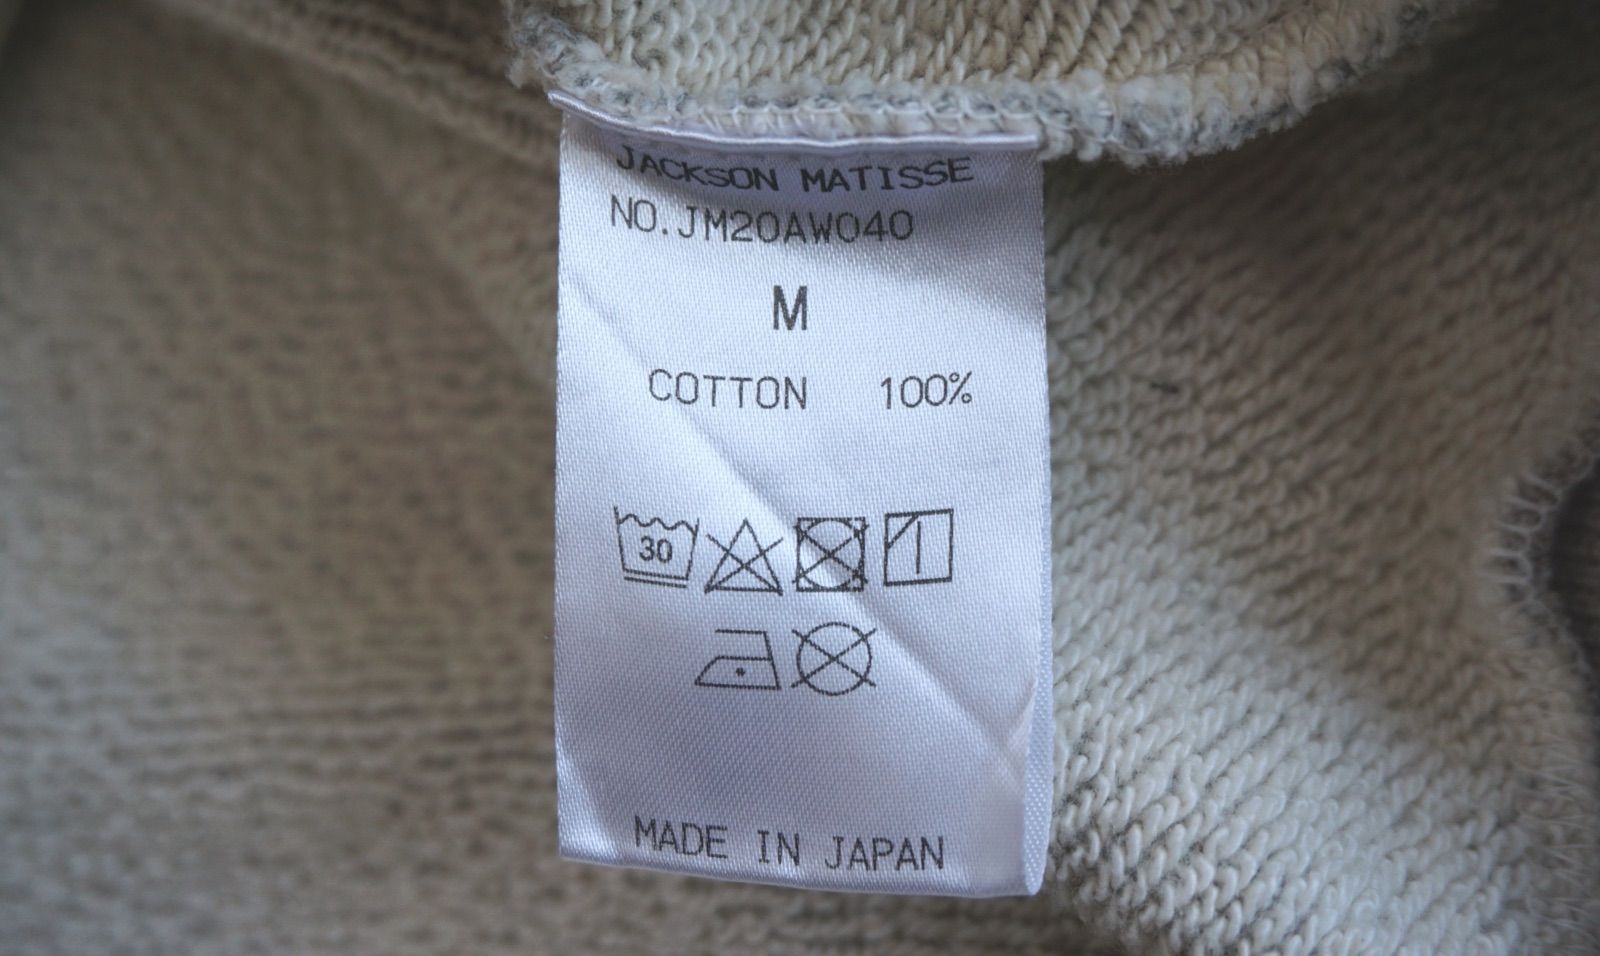 JACKSON MATISSE
NO.JM20AW040
M
COTTON 100%
30
MADE IN JAPAN